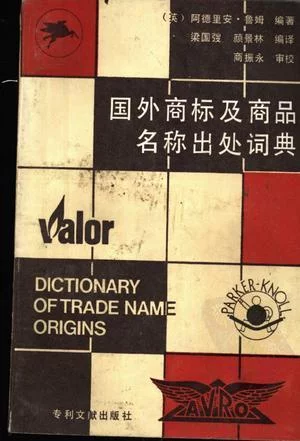 （英）阿德里安·鲁姆 编著
梁国弢 颜景林 编译
商振永 审校
国外商标及商品
名称出处词典
Valor
DICTIONARY
OF TRADE NAME
ORIGINS
PARKER-KNOLL
AVRO
专利文献出版社